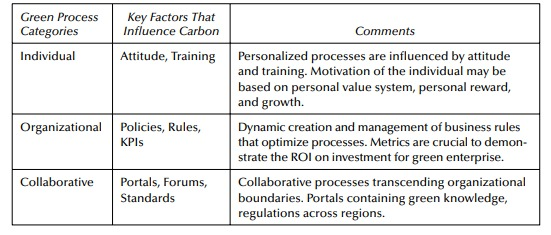 Green Process Categories
Key Factors That Influence Carbon
Comments
Individual
Attitude, Training
Personalized processes are influenced by attitude
and training. Motivation of the individual may be
based on personal value system, personal reward,
and growth.
Organizational
Policies, Rules,
KPIs
Dynamic creation and management of business rules
that optimize processes. Metrics are crucial to demon-
strate the ROI on investment for green enterprise.
Collaborative
Portals, Forums,
Standards
Collaborative processes transcending organizational
boundaries. Portals containing green knowledge,
regulations across regions.